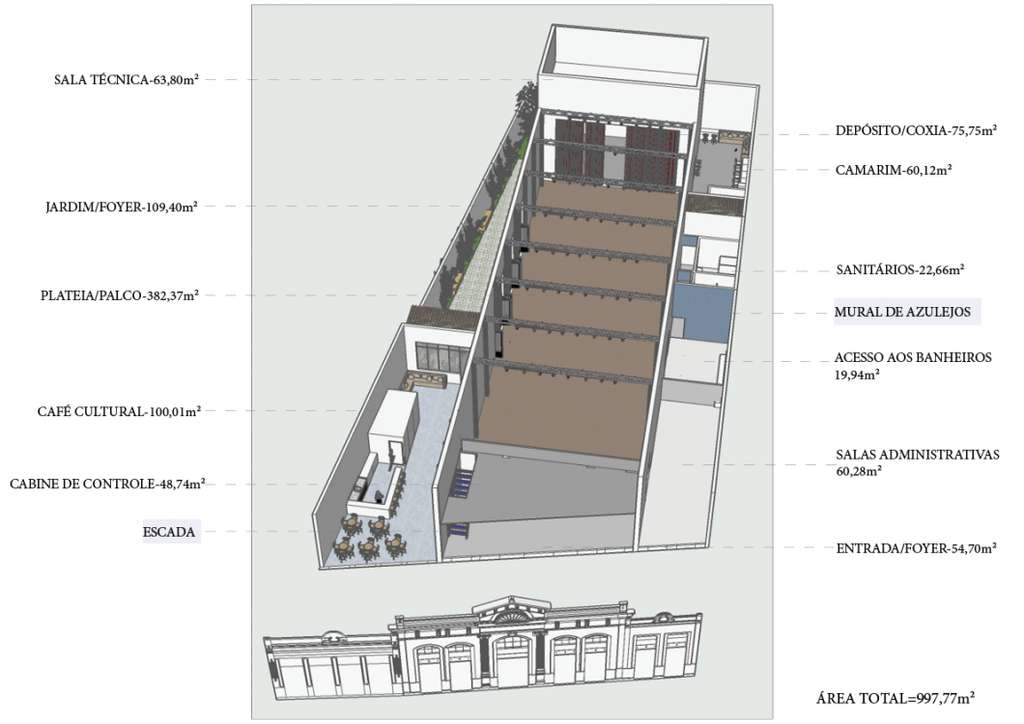 SALA TÉCNICA-63,80m²
JARDIM/FOYER-109,40m²
PLATEIA/PALCO-382,37m²
CAFÉ CULTURAL-100,01m²
CABINE DE CONTROLE-48,74m²
ESCADA
DEPÓSITO/COXIA-75,75m²
CAMARIM-60,12m²
SANITÁRIOS-22,66m²
MURAL DE AZULEJOS
ACESSO AOS BANHEIROS
19,94m²
SALAS ADMINISTRATIVAS
60,28m²
ENTRADA/FOYER-54,70m²
ÁREA TOTAL=997,77m²